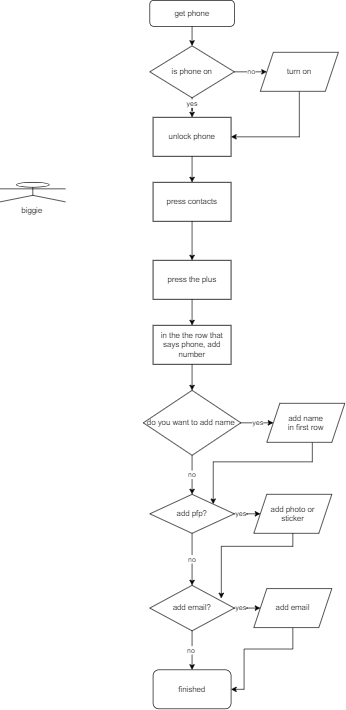 get phone
is phone on
no
turn on
yes
unlock phone
press contacts
biggie
press the plus
in the the row that
says phone, add
number
do you want to add name
yes
add name
in first row
no
add pfp?
yes
add photo or
sticker
no
add email?
yes
add email
no
finished